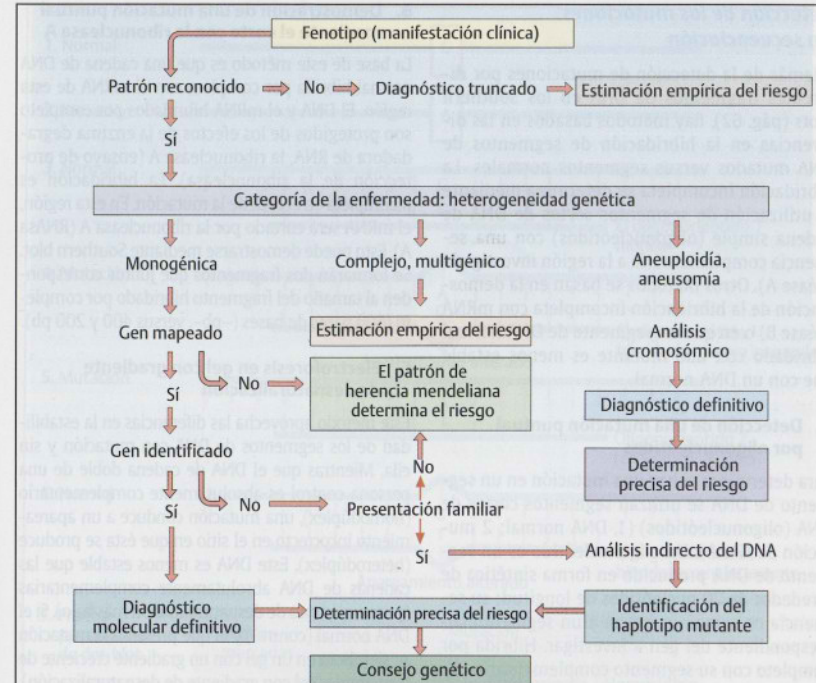 Fenotipo (manifestación clínica)
Patrón reconocido
No
Diagnóstico truncado
Estimación empírica del riesgo
Sí
Categoría de la enfermedad: heterogeneidad genética
Monogénica
Complejo, multigénico
Aneuploidía,
aneusomía
Gen mapeado
Estimación empírica del riesgo
Análisis
cromosómico
No
El patrón de
herencia mendeliana
determina el riesgo
Sí
Diagnóstico definitivo
Gen identificado
No
Determinación
precisa del riesgo
No
Presentación familiar
Sí
Sí
Análisis indirecto del DNA
Diagnóstico
molecular definitivo
Determinación precisa del riesgo
Identificación del
haplotipo mutante
Consejo genético